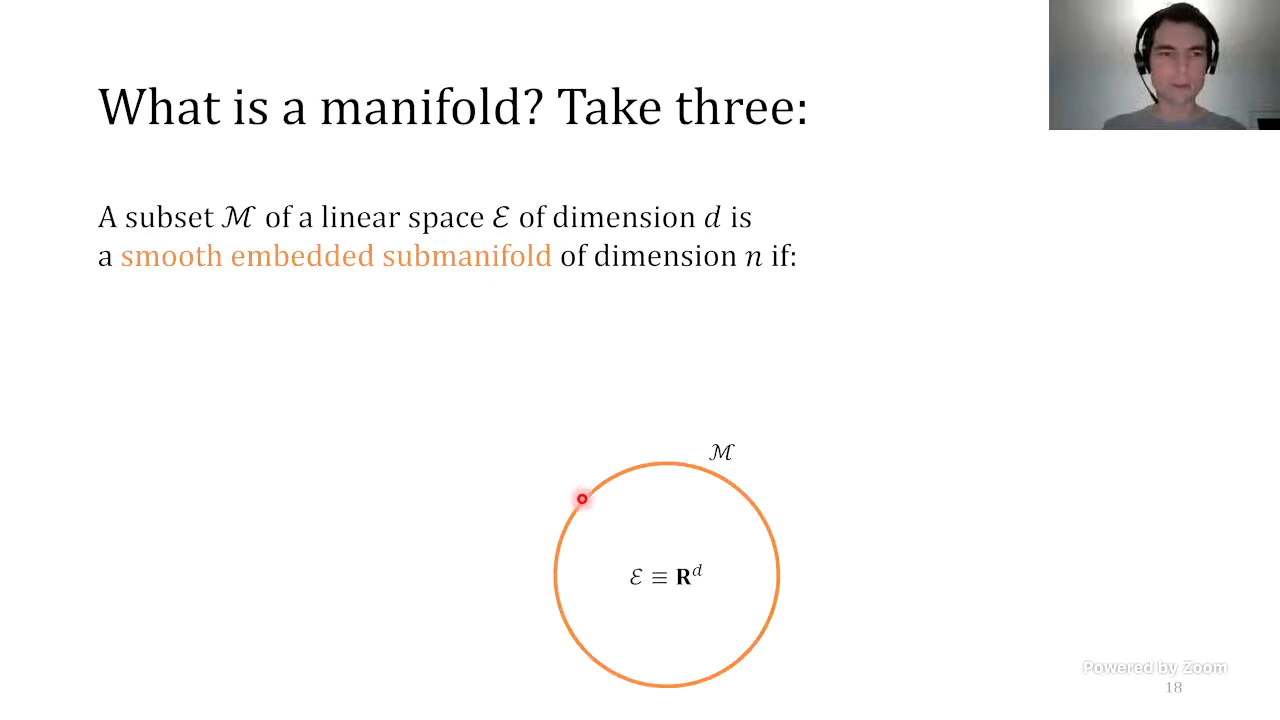 What is a manifold? Take three:
A subset ℳ of a linear space ℰ of dimension d is
a smooth embedded submanifold of dimension n if:
ℳ
ℰ ≡ Rᵈ
Powered by Zoom
18